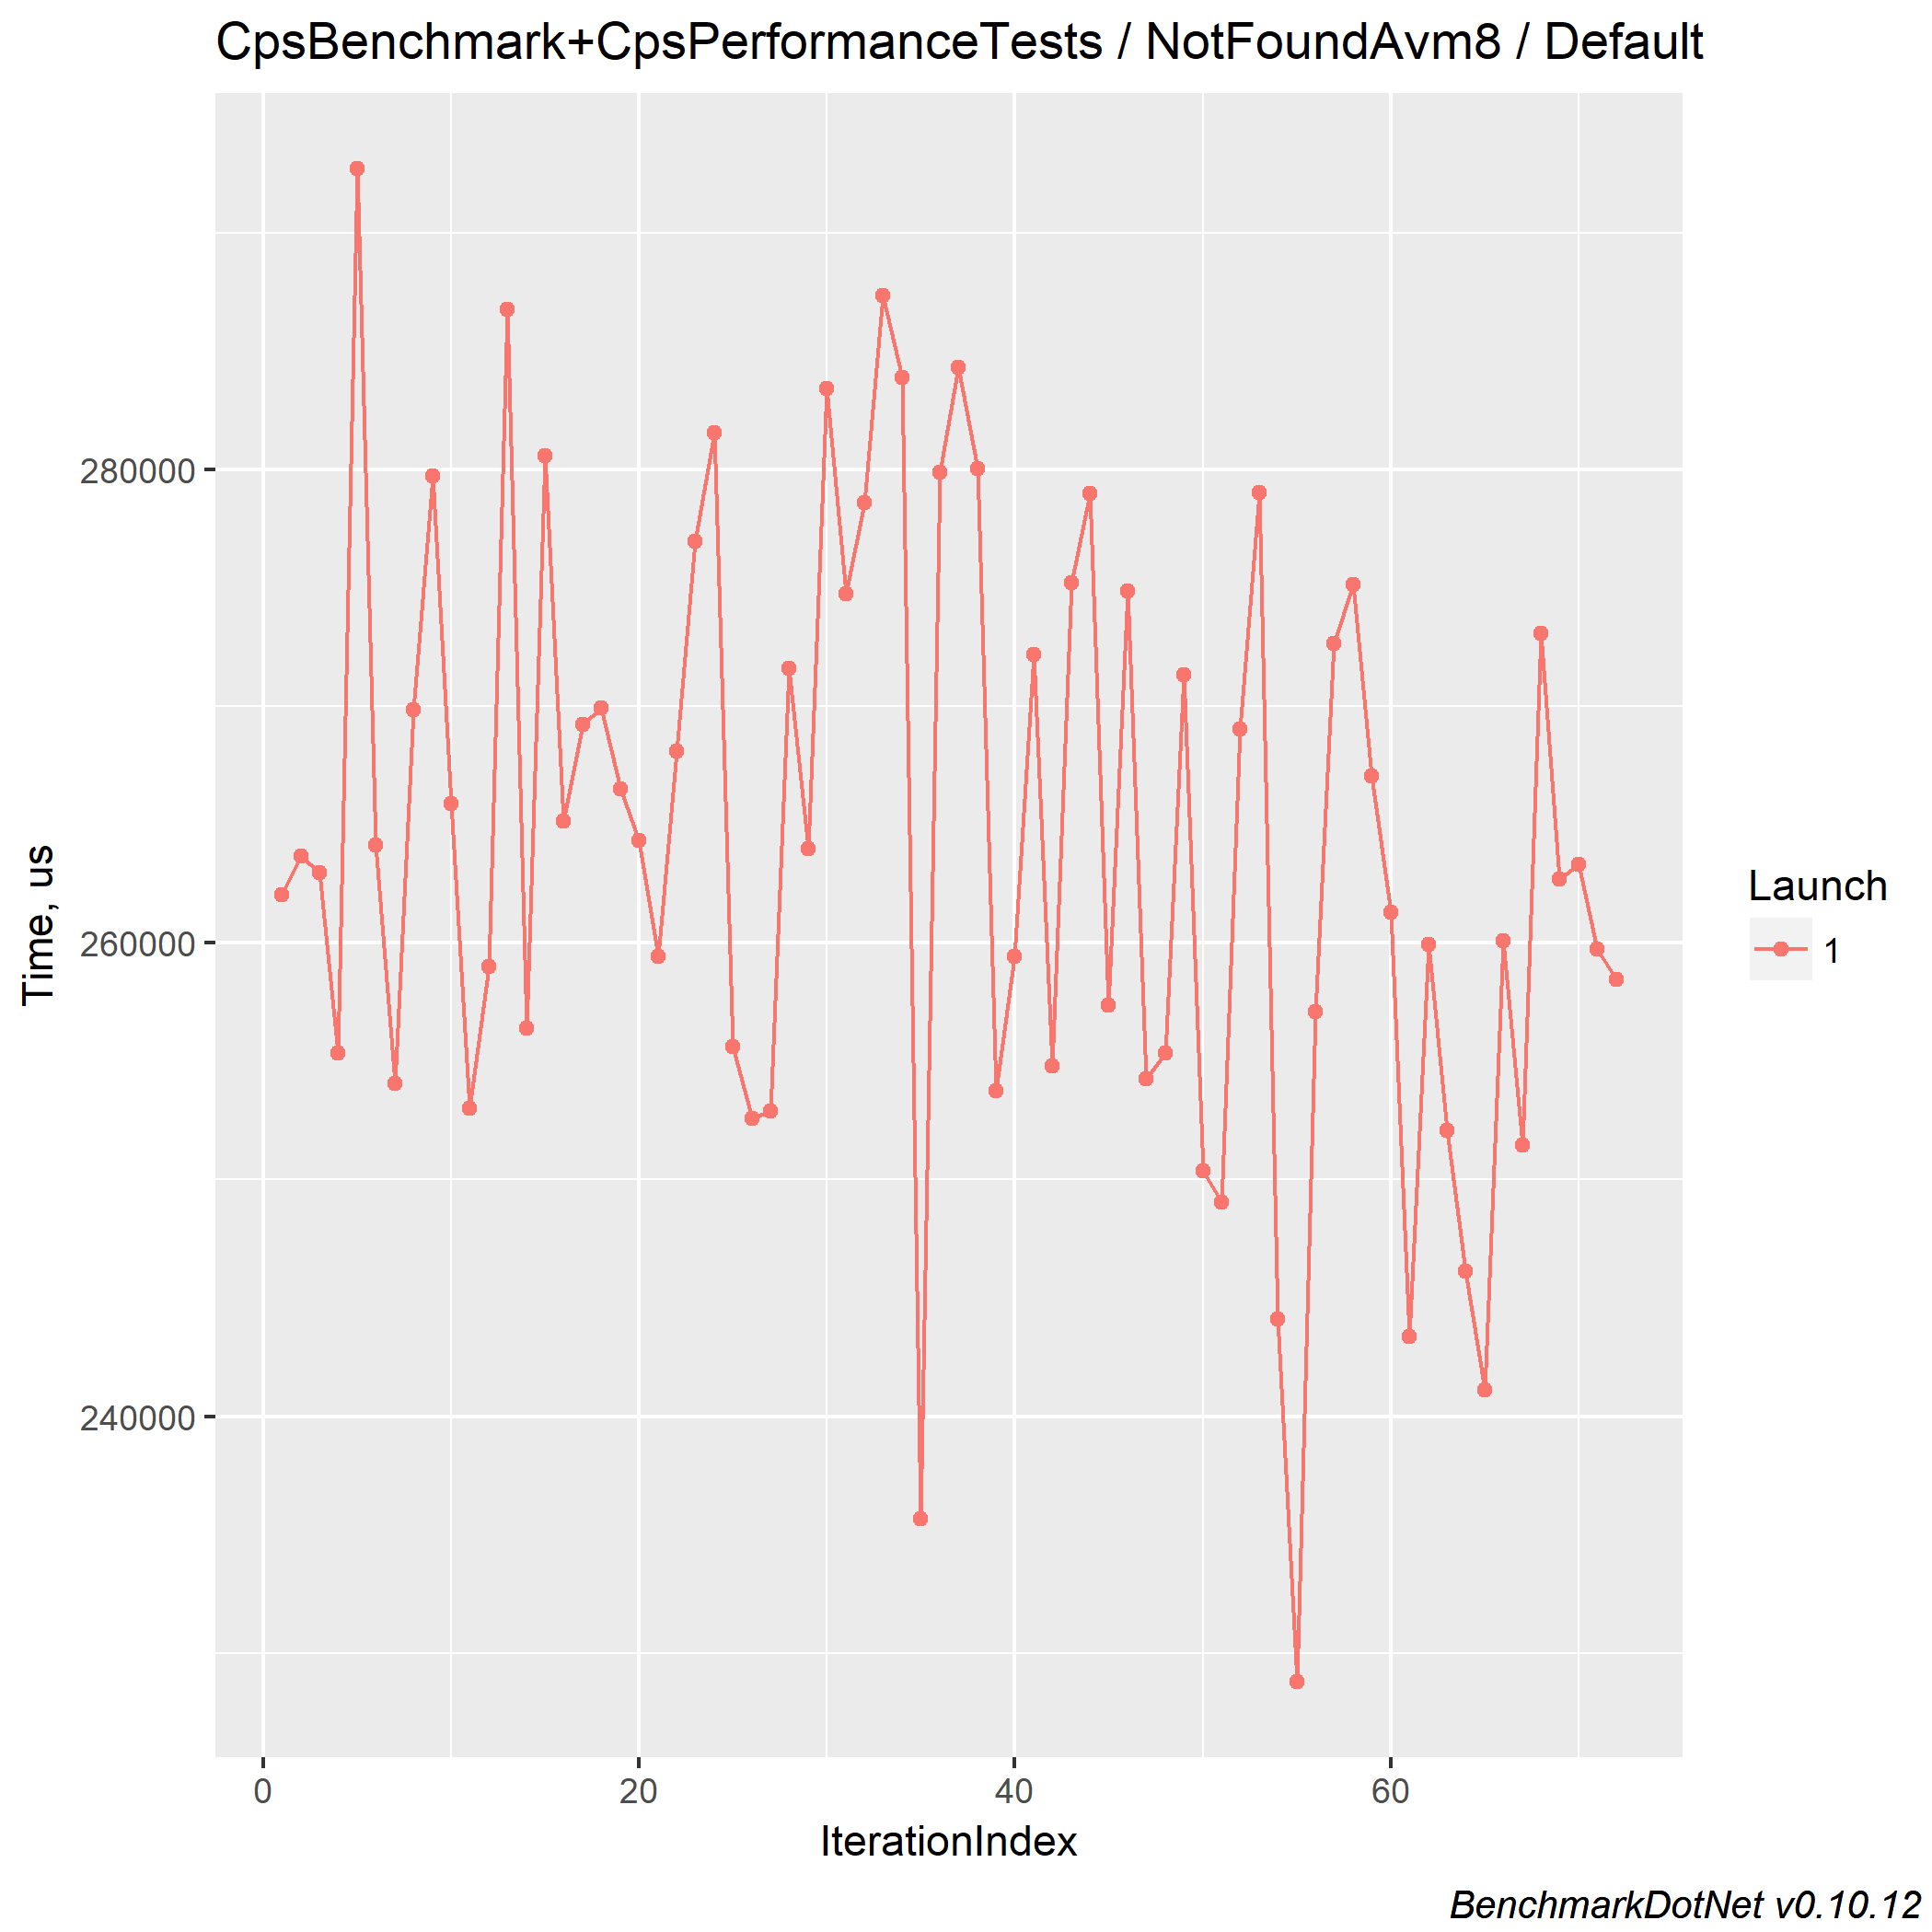 CpsBenchmark+CpsPerformanceTests / NotFoundAvm8 / Default
280000
260000
240000
Time, us
0 20 40 60
IterationIndex
Launch
1
BenchmarkDotNet v0.10.12